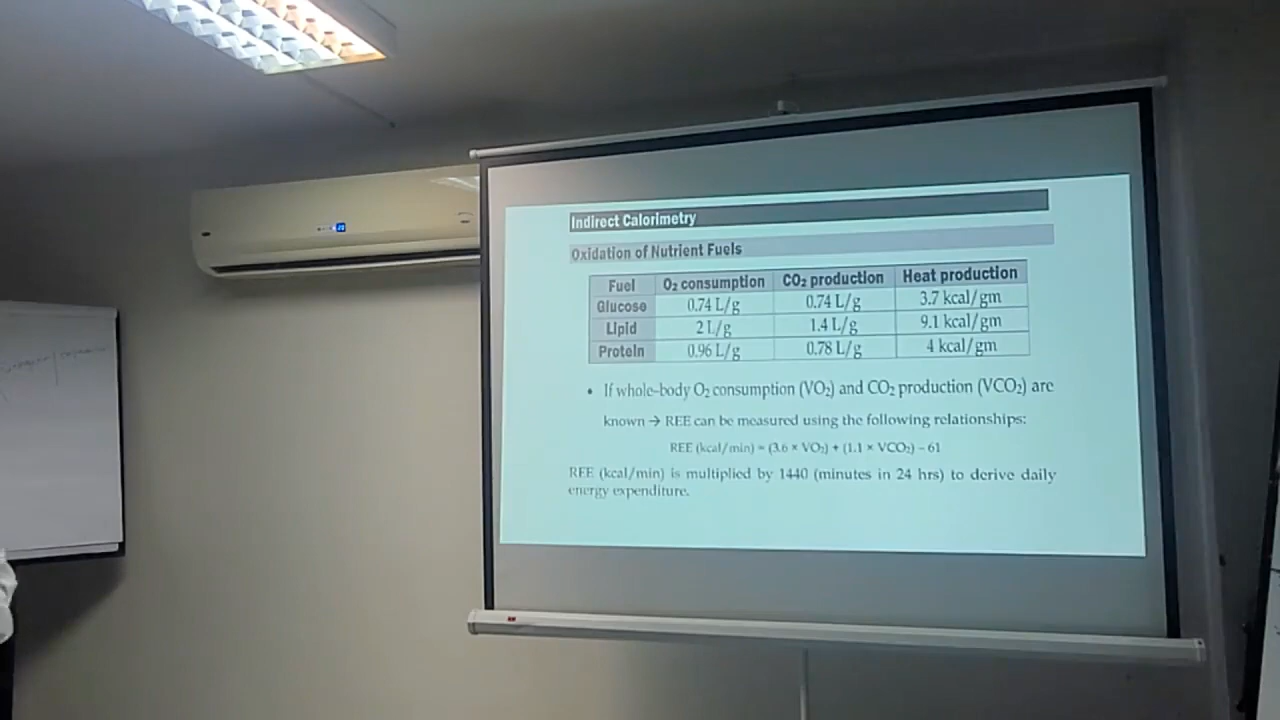 Indirect Calorimetry
Oxidation of Nutrient Fuels
Fuel O₂ consumption CO₂ production Heat production
Glucose 0.74 L/g 0.74 L/g 3.7 kcal/gm
Lipid 2 L/g 1.4 L/g 9.1 kcal/gm
Protein 0.96 L/g 0.78 L/g 4 kcal/gm
• If whole-body O₂ consumption (VO₂) and CO₂ production (VCO₂) are
known → REE can be measured using the following relationships:
REE (kcal/min) = (3.6 × VO₂) + (1.1 × VCO₂) – 61
REE (kcal/min) is multiplied by 1440 (minutes in 24 hrs) to derive daily
energy expenditure.